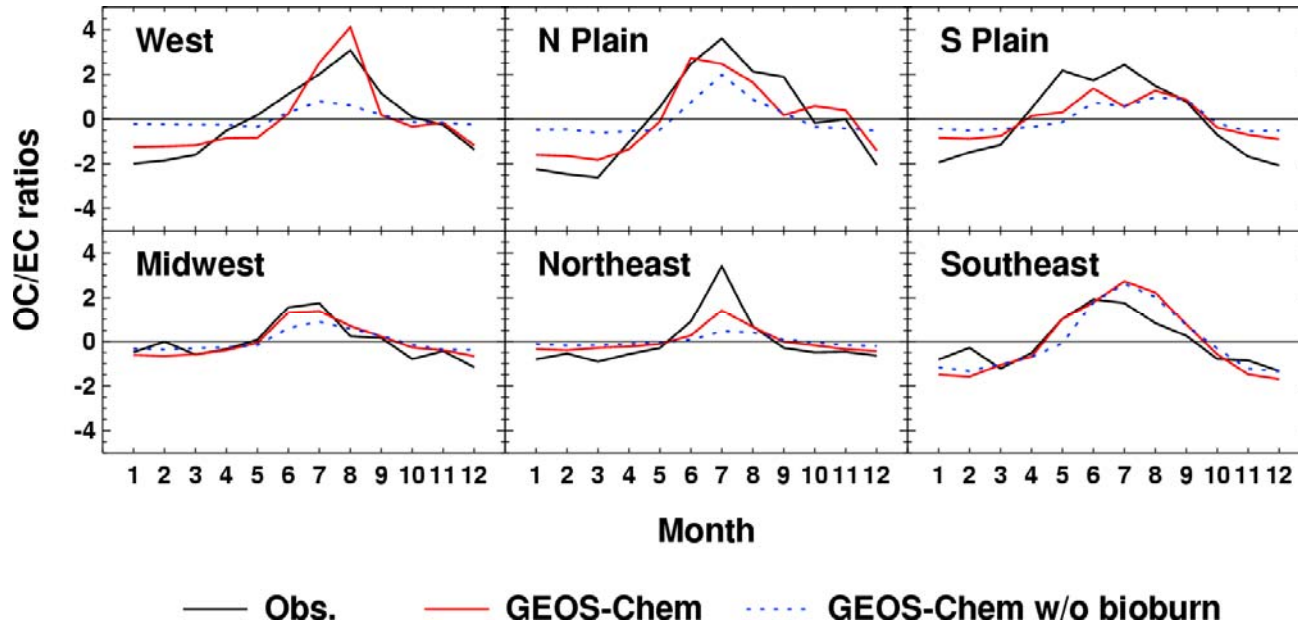 OC/EC ratios
West
N Plain
S Plain
4
2
0
-2
-4
Midwest
Northeast
Southeast
4
2
0
-2
-4
1 2 3 4 5 6 7 8 9 10 11 12
1 2 3 4 5 6 7 8 9 10 11 12
1 2 3 4 5 6 7 8 9 10 11 12
Month
Obs.
GEOS-Chem
GEOS-Chem w/o bioburn